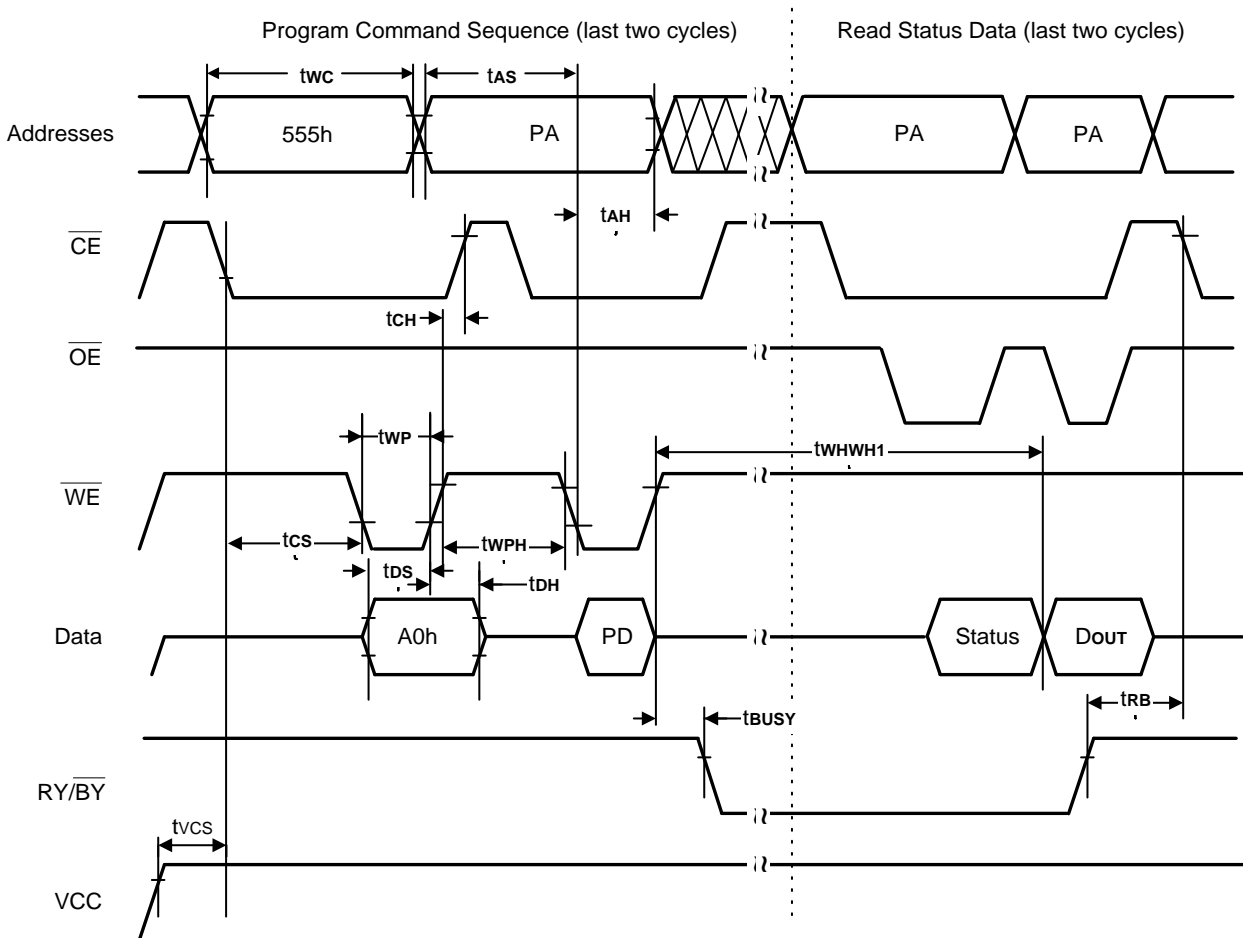 Program Command Sequence (last two cycles)
Read Status Data (last two cycles)
tWC
tAS
Addresses
555h
PA
PA
PA
tAH
CE
tCH
OE
tWP
tWHWH1
WE
tCS
tWPH
tDS
tDH
Data
A0h
PD
Status
DOUT
tRB
tBUSY
RY/BY
tVCS
VCC